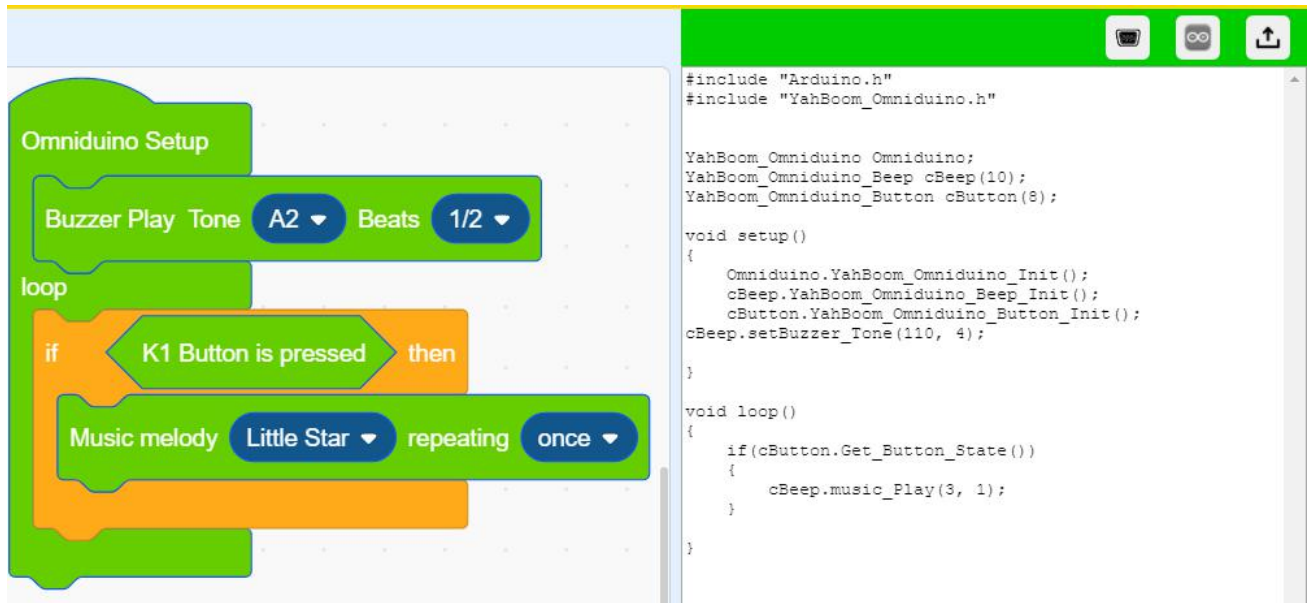 Omniduino Setup
Buzzer Play Tone A2 Beats 1/2
loop
if K1 Button is pressed then
Music melody Little Star repeating once
#include "Arduino.h"
#include "YahBoom_Omniduino.h"
YahBoom_Omniduino Omniduino;
YahBoom_Omniduino_Beep cBeep(10);
YahBoom_Omniduino_Button cButton(8);
void setup()
{
Omniduino.YahBoom_Omniduino_Init();
cBeep.YahBoom_Omniduino_Beep_Init();
cButton.YahBoom_Omniduino_Button_Init();
cBeep.setBuzzer_Tone(110, 4);
}
void loop()
{
if(cButton.Get_Button_State())
{
cBeep.music_Play(3, 1);
}
}